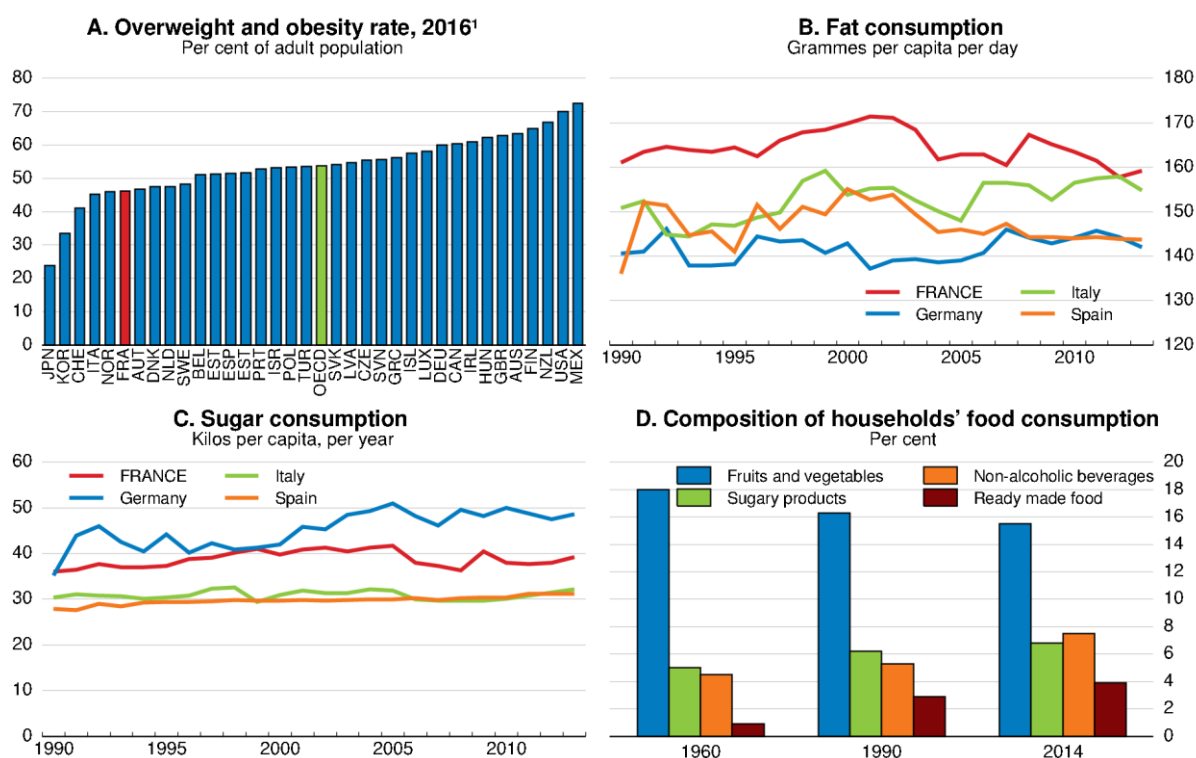 A. Overweight and obesity rate, 2016¹
Per cent of adult population
80
70
60
50
40
30
20
10
0
JPN KOR CHE ITA NOR FRA AUT DNK NLD SWE BEL EST ESP EST PRT ISR POL TUR OECD SVK LVA CZE SVN GRC ISL LUX DEU CAN IRL HUN GBR AUS FIN NZL USA MEX
B. Fat consumption
Grammes per capita per day
180
170
160
150
140
130
120
FRANCE Italy
Germany Spain
1990 1995 2000 2005 2010
C. Sugar consumption
Kilos per capita, per year
60
50
40
30
20
10
0
FRANCE Italy
Germany Spain
1990 1995 2000 2005 2010
D. Composition of households' food consumption
Per cent
20
18
16
14
12
10
8
6
4
2
0
Fruits and vegetables Non-alcoholic beverages
Sugary products Ready made food
1960 1990 2014